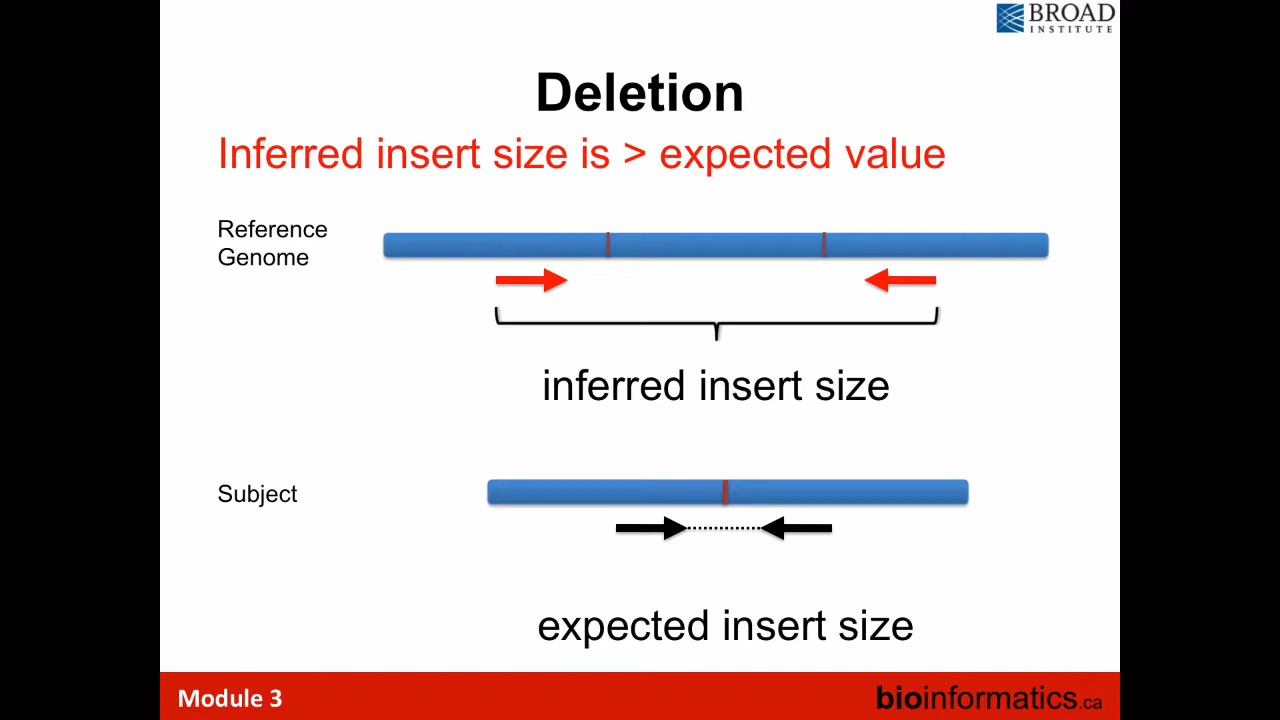 BROAD
INSTITUTE
Deletion
Inferred insert size is > expected value
Reference
Genome
inferred insert size
Subject
expected insert size
Module 3
bioinformatics.ca